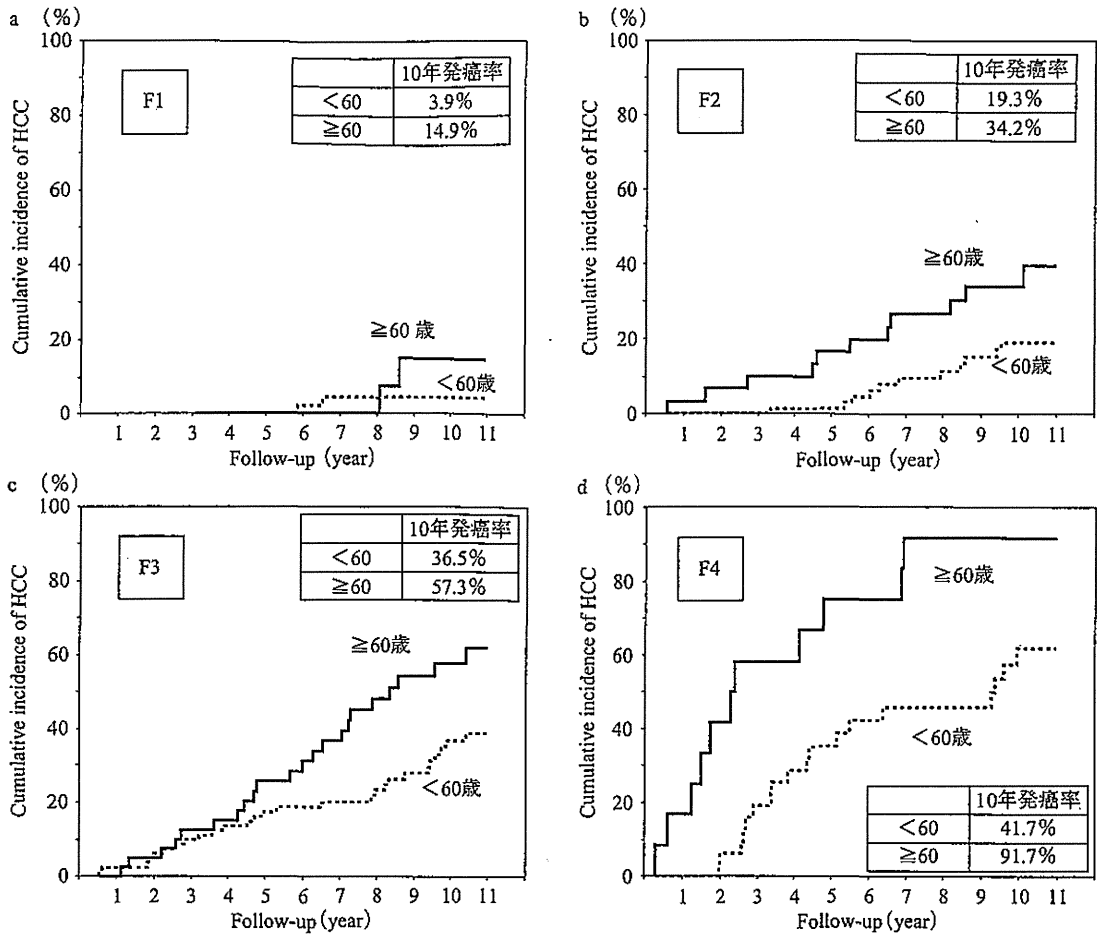 a (%)
100
80
60
40
20
0
Cumulative incidence of HCC
F1
10年発癌率
<60 3.9%
≧60 14.9%
≧60 歳
<60歳
1 2 3 4 5 6 7 8 9 10 11
Follow-up (year)
b (%)
100
80
60
40
20
0
Cumulative incidence of HCC
F2
10年発癌率
<60 19.3%
≧60 34.2%
≧60歳
<60歳
1 2 3 4 5 6 7 8 9 10 11
Follow-up (year)
c (%)
100
80
60
40
20
0
Cumulative incidence of HCC
F3
10年発癌率
<60 36.5%
≧60 57.3%
≧60歳
<60歳
1 2 3 4 5 6 7 8 9 10 11
Follow-up (year)
d (%)
100
80
60
40
20
0
Cumulative incidence of HCC
F4
≧60歳
<60歳
10年発癌率
<60 41.7%
≧60 91.7%
1 2 3 4 5 6 7 8 9 10 11
Follow-up (year)